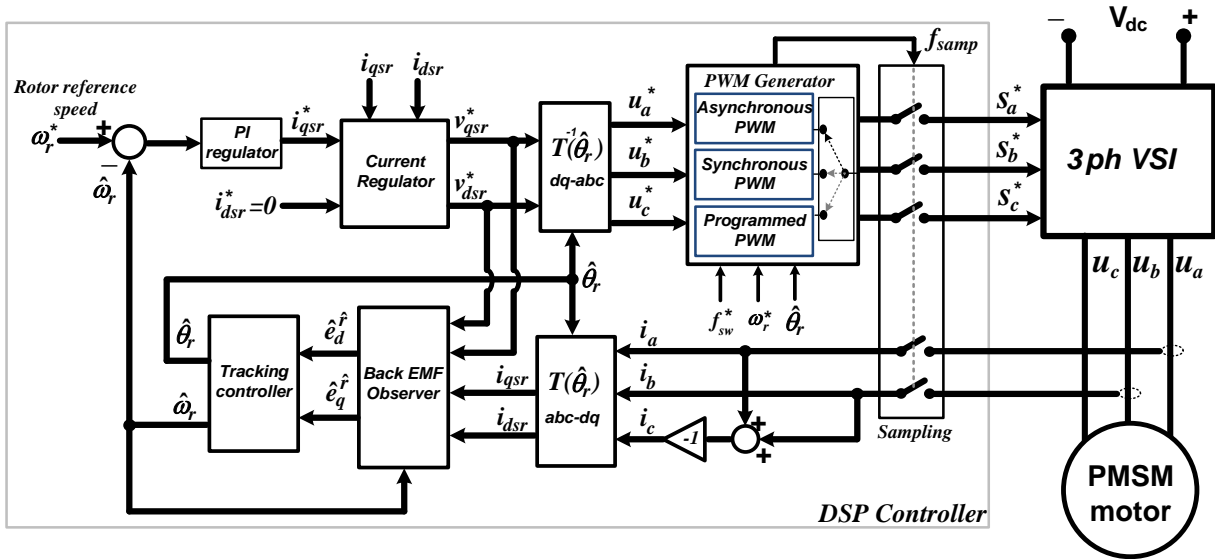 − V_dc +
f_samp
i_qsr i_dsr
PWM Generator
Rotor reference
speed
ω_r^*
+
−
ω̂_r
PI
regulator
i_qsr^*
i_dsr^*=0
Current
Regulator
v_qsr^*
v_dsr^*
T^-1(θ̂_r)
dq-abc
u_a^*
u_b^*
u_c^*
Asynchronous
PWM
Synchronous
PWM
Programmed
PWM
S_a^*
S_b^*
S_c^*
3ph VSI
u_c u_b u_a
θ̂_r
f_sw^* ω_r^* θ̂_r
θ̂_r
ω̂_r
Tracking
controller
ê_d^r̂
ê_q^r̂
Back EMF
Observer
i_qsr
i_dsr
T(θ̂_r)
abc-dq
i_a
i_b
i_c
-1
+
+
Sampling
DSP Controller
PMSM
motor